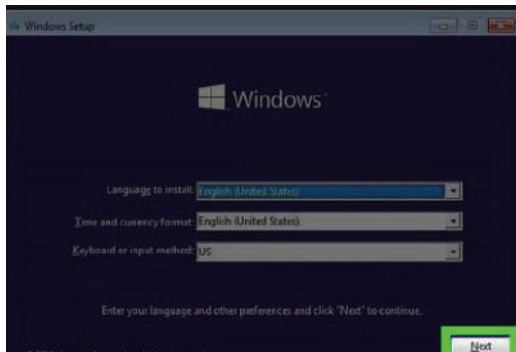 Windows Setup
Windows
Language to install: English (United States)
Time and currency format: English (United States)
Keyboard or input method: US
Enter your language and other preferences and click "Next" to continue.
Next